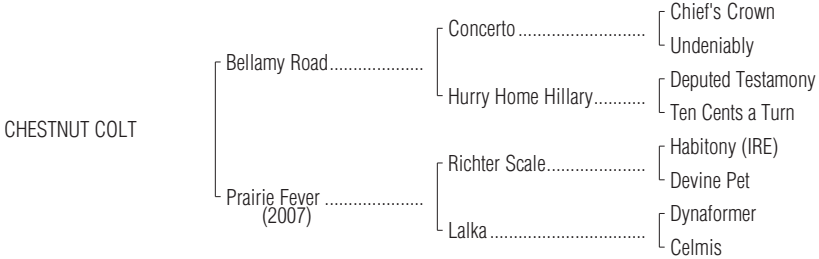 CHESTNUT COLT
Bellamy Road....................
Prairie Fever .....................
(2007)
Concerto ...........................
Hurry Home Hillary...........
Richter Scale.....................
Lalka .................................
Chief's Crown
Undeniably
Deputed Testamony
Ten Cents a Turn
Habitony (IRE)
Devine Pet
Dynaformer
Celmis